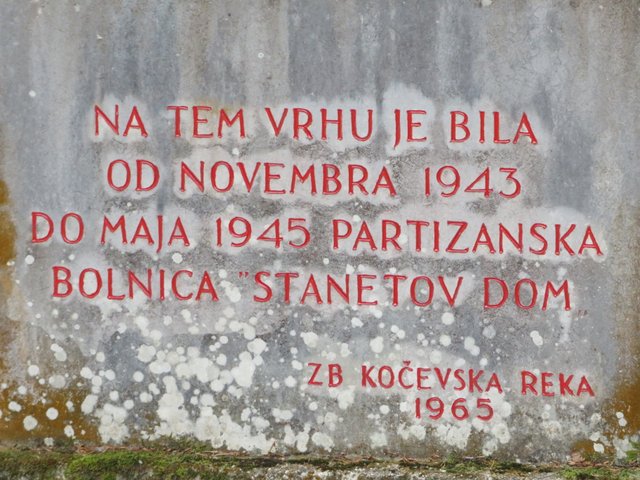 NA TEM VRHU JE BILA
OD NOVEMBRA 1943
DO MAJA 1945 PARTIZANSKA
BOLNICA "STANETOV DOM„
ZB KOČEVSKA REKA
1965